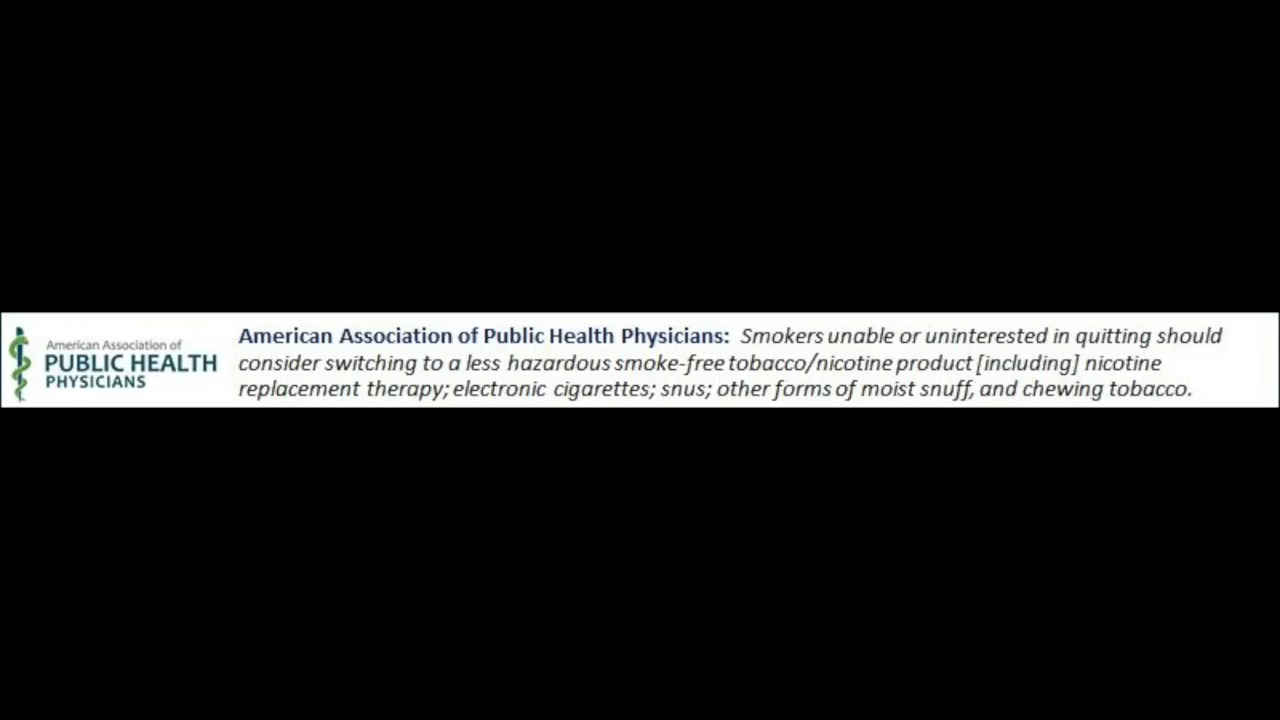 American Association of
PUBLIC HEALTH
PHYSICIANS
American Association of Public Health Physicians: Smokers unable or uninterested in quitting should
consider switching to a less hazardous smoke-free tobacco/nicotine product [including] nicotine
replacement therapy; electronic cigarettes; snus; other forms of moist snuff, and chewing tobacco.